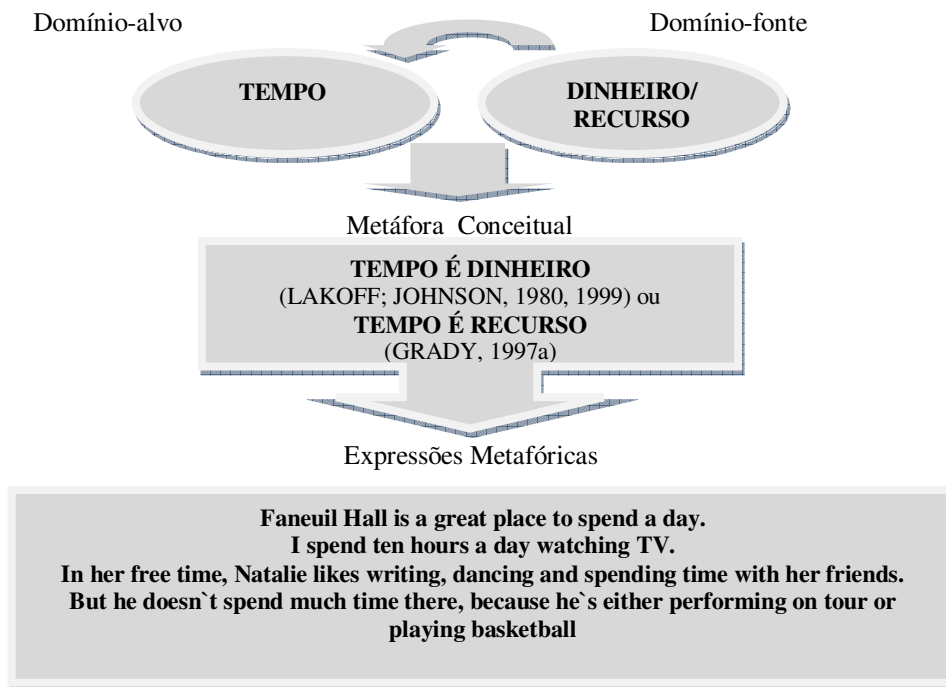 Domínio-alvo
Domínio-fonte
TEMPO
DINHEIRO/
RECURSO
Metáfora Conceitual
TEMPO É DINHEIRO
(LAKOFF; JOHNSON, 1980, 1999) ou
TEMPO É RECURSO
(GRADY, 1997a)
Expressões Metafóricas
Faneuil Hall is a great place to spend a day.
I spend ten hours a day watching TV.
In her free time, Natalie likes writing, dancing and spending time with her friends.
But he doesn`t spend much time there, because he`s either performing on tour or
playing basketball